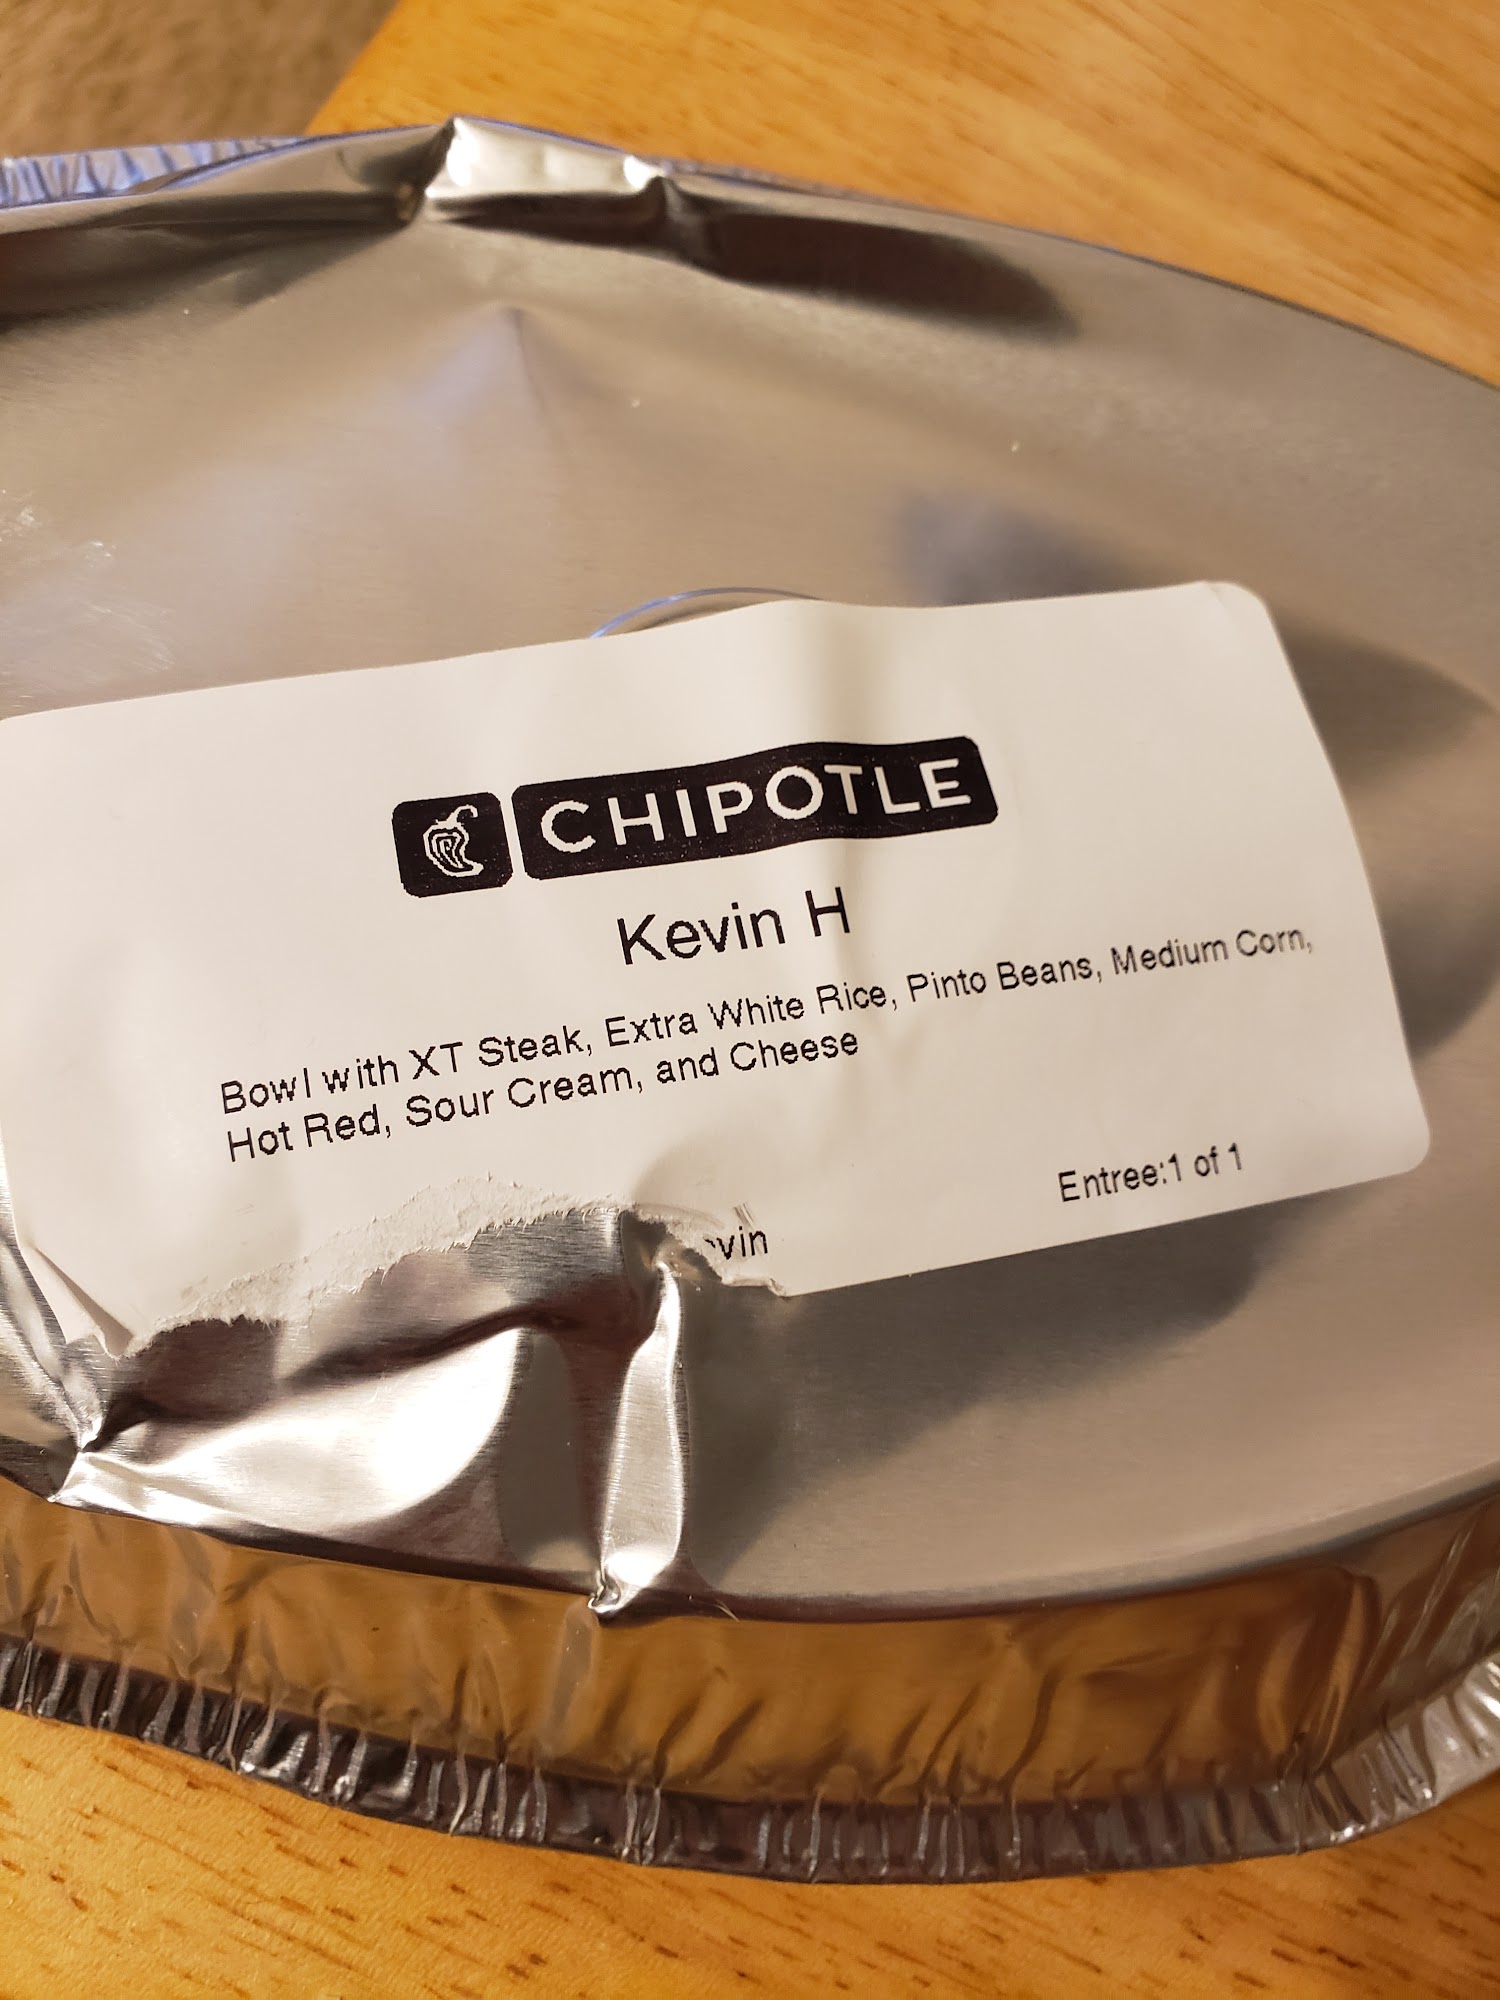 CHIPOTLE
Kevin H
Bowl with XT Steak, Extra White Rice, Pinto Beans, Medium Corn,
Hot Red, Sour Cream, and Cheese
Entree:1 of 1